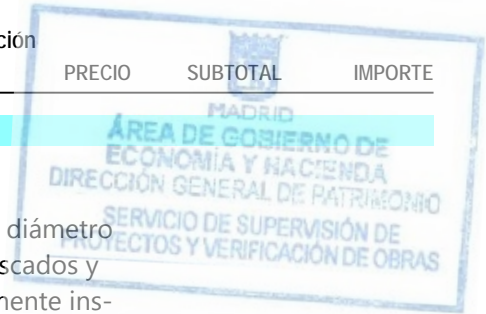 ción
PRECIO SUBTOTAL IMPORTE
MADRID
ÁREA DE GOBIERNO DE
ECONOMÍA Y HACIENDA
DIRECCIÓN GENERAL DE PATRIMONIO
SERVICIO DE SUPERVISIÓN DE
PROYECTOS Y VERIFICACIÓN DE OBRAS
diámetro
scados y
mente ins-